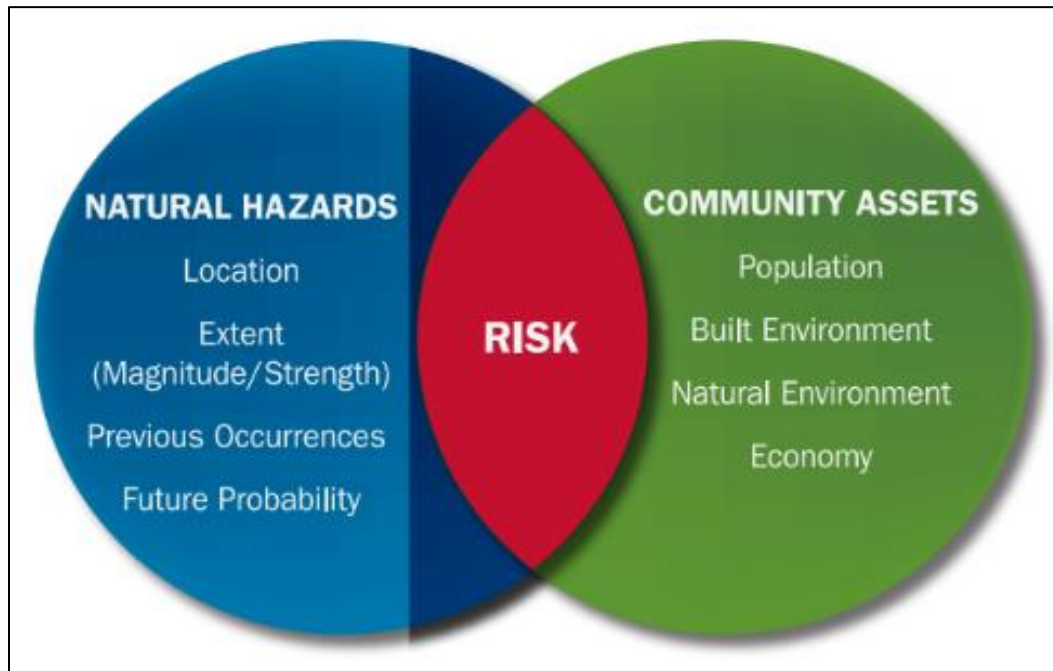 NATURAL HAZARDS
Location
Extent
(Magnitude/Strength)
Previous Occurrences
Future Probability
RISK
COMMUNITY ASSETS
Population
Built Environment
Natural Environment
Economy